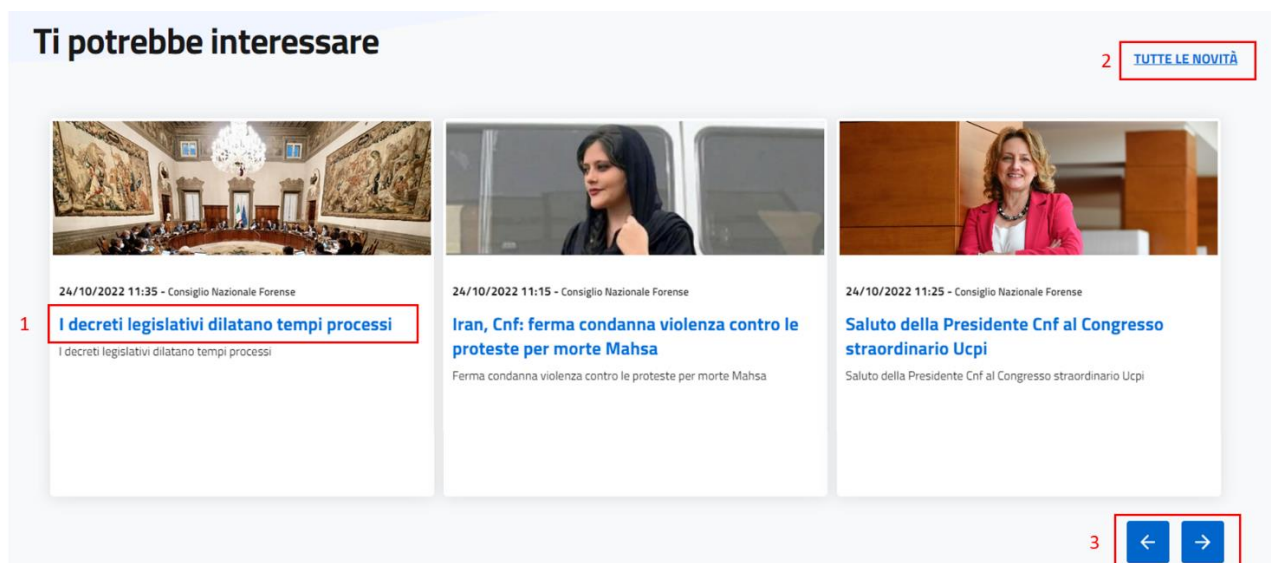 Ti potrebbe interessare
2 TUTTE LE NOVITÀ
24/10/2022 11:35 - Consiglio Nazionale Forense
1 I decreti legislativi dilatano tempi processi
I decreti legislativi dilatano tempi processi
24/10/2022 11:15 - Consiglio Nazionale Forense
Iran, Cnf: ferma condanna violenza contro le
proteste per morte Mahsa
Ferma condanna violenza contro le proteste per morte Mahsa
24/10/2022 11:25 - Consiglio Nazionale Forense
Saluto della Presidente Cnf al Congresso
straordinario Ucpi
Saluto della Presidente Cnf al Congresso straordinario Ucpi
3 ← →